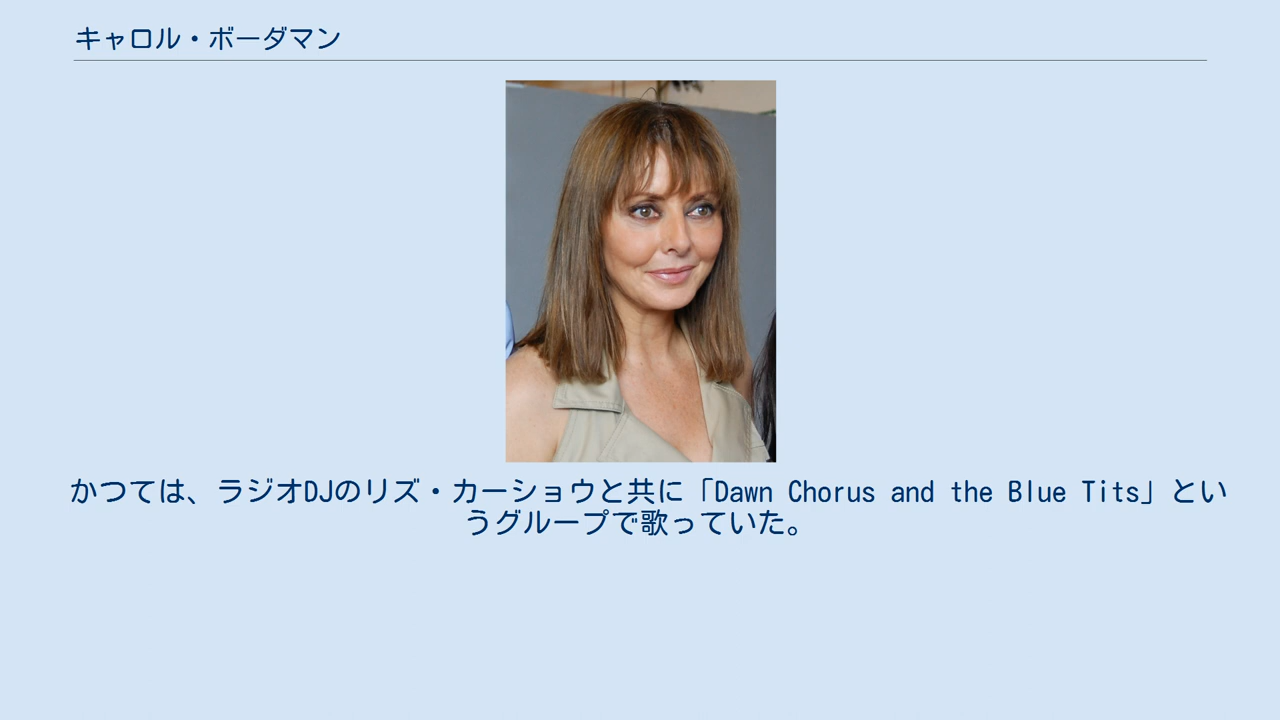 キャロル・ボーダマン
かつては、ラジオDJのリズ・カーショウと共に「Dawn Chorus and the Blue Tits」とい
うグループで歌っていた。